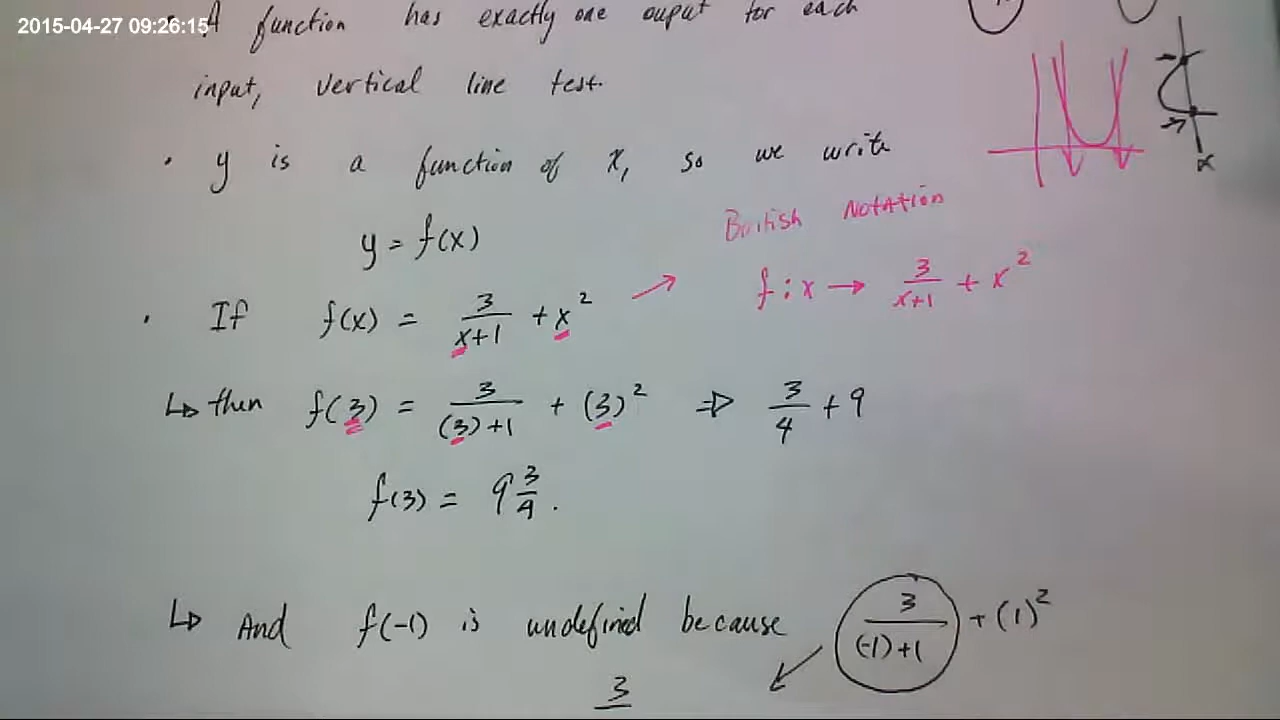 2015-04-27 09:26:15
A function has exactly one ouput for each
input, vertical line test.
• y is a function of x, so we write
y = f(x)
British Notation
f : x → 3/(x+1) + x²
• If f(x) = 3/(x+1) + x²
↳ then f(3) = 3/((3)+1) + (3)² ⇒ 3/4 + 9
f(3) = 9 3/4.
↳ And f(-1) is undefined because 3/((-1)+1) + (1)²
3
x